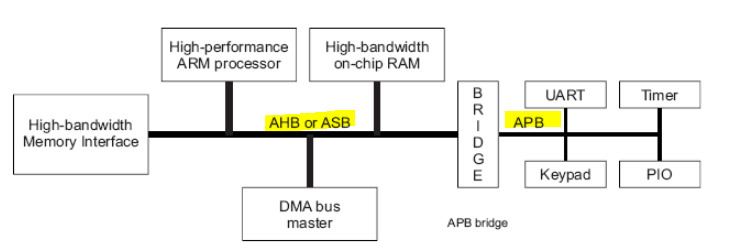 High-performance
ARM processor
High-bandwidth
on-chip RAM
High-bandwidth
Memory Interface
AHB or ASB
B
R
I
D
G
E
APB
UART
Timer
Keypad
PIO
DMA bus
master
APB bridge